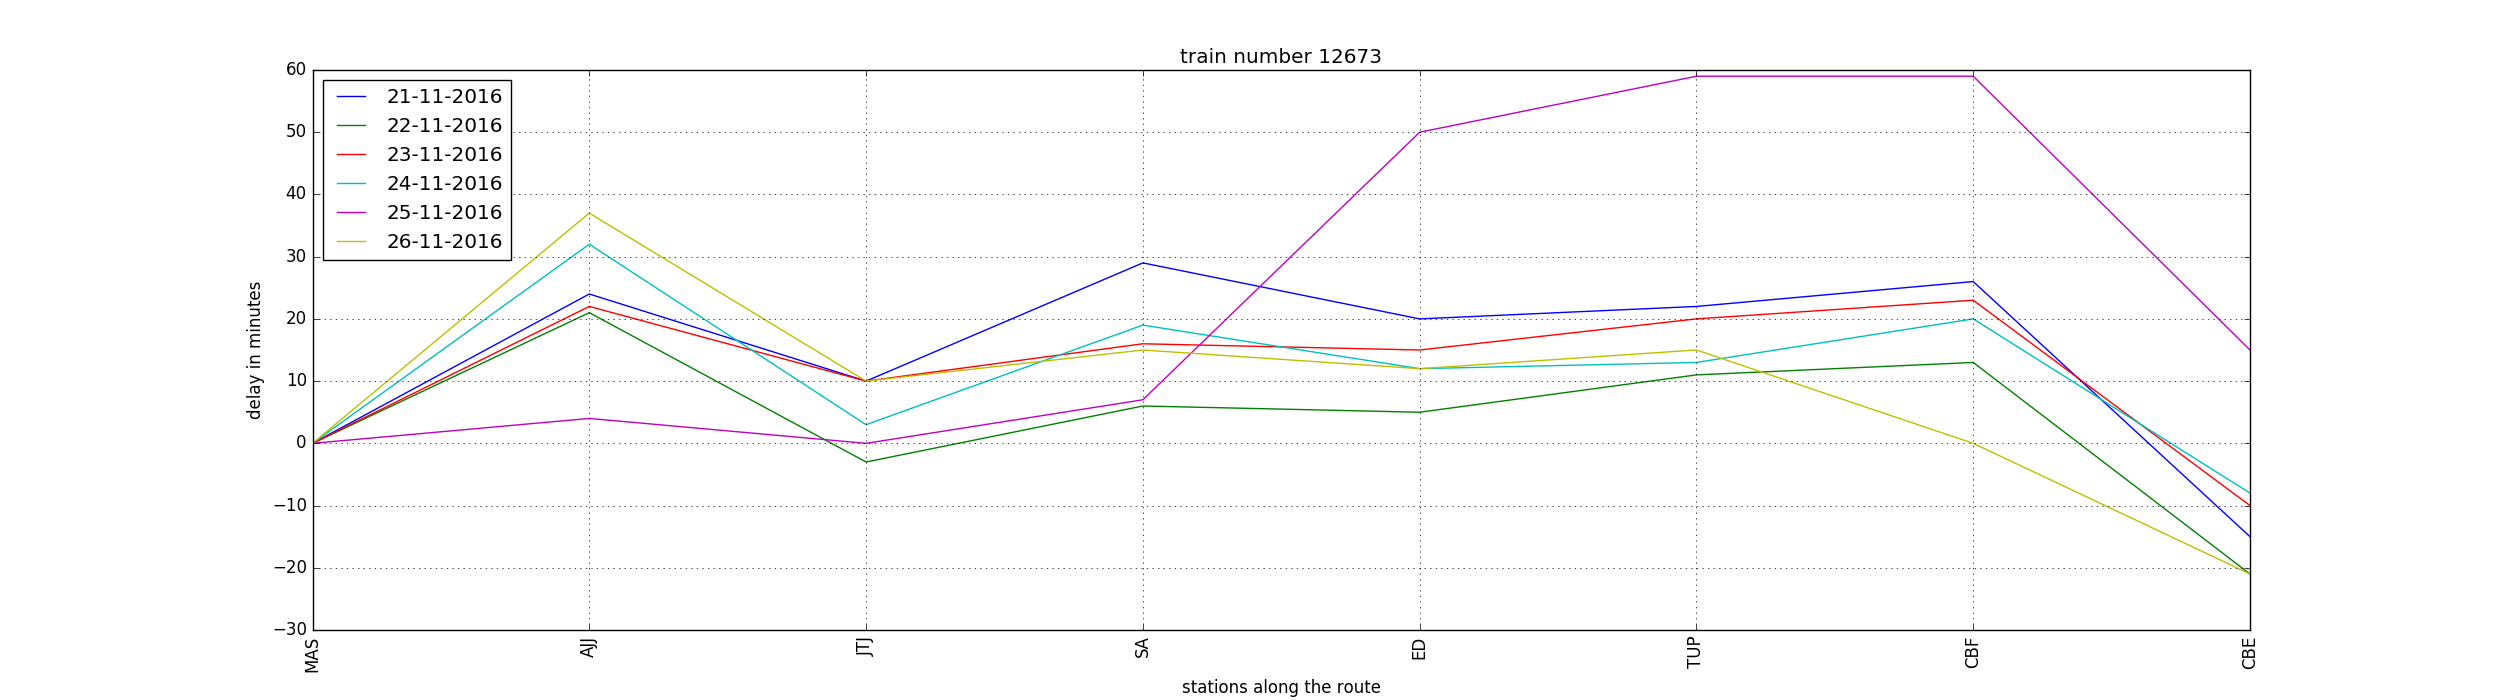 train number 12673
60
50
40
30
20
10
0
−10
−20
−30
delay in minutes
21-11-2016
22-11-2016
23-11-2016
24-11-2016
25-11-2016
26-11-2016
MAS
AJJ
JTJ
SA
ED
TUP
CBF
CBE
stations along the route